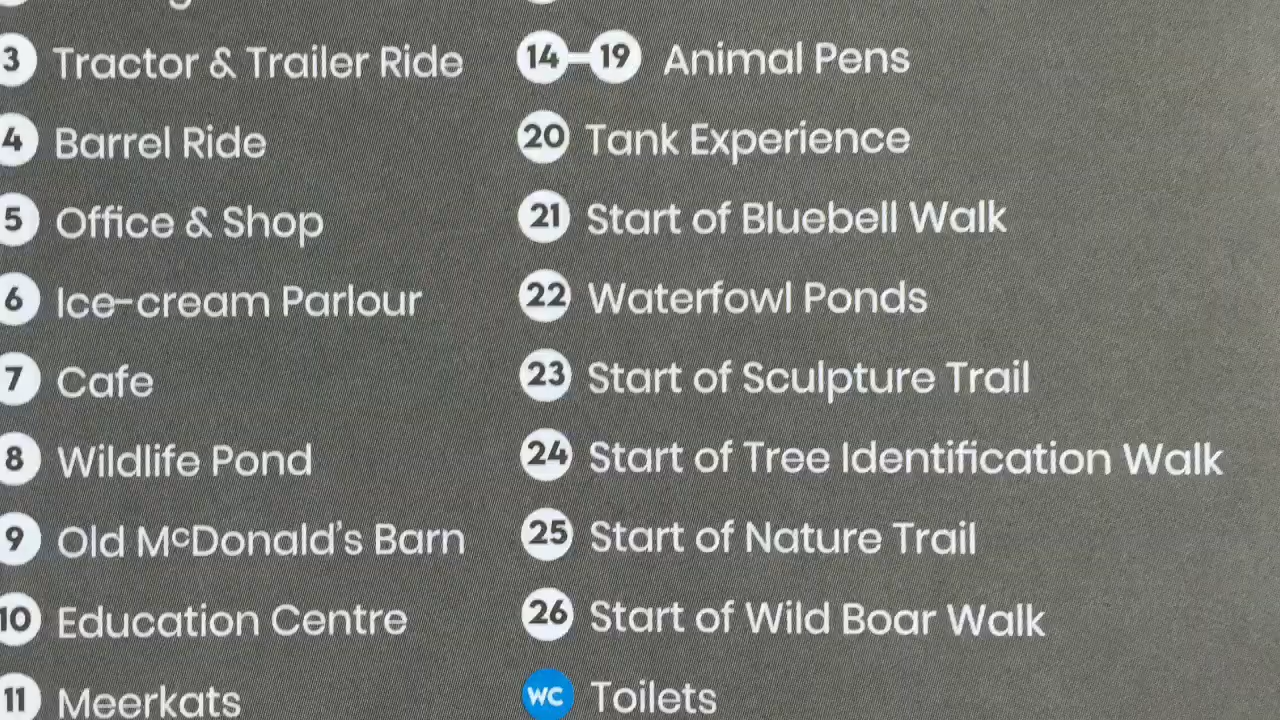 3 Tractor & Trailer Ride
4 Barrel Ride
5 Office & Shop
6 Ice-cream Parlour
7 Cafe
8 Wildlife Pond
9 Old McDonald's Barn
10 Education Centre
11 Meerkats
14–19 Animal Pens
20 Tank Experience
21 Start of Bluebell Walk
22 Waterfowl Ponds
23 Start of Sculpture Trail
24 Start of Tree Identification Walk
25 Start of Nature Trail
26 Start of Wild Boar Walk
WC Toilets